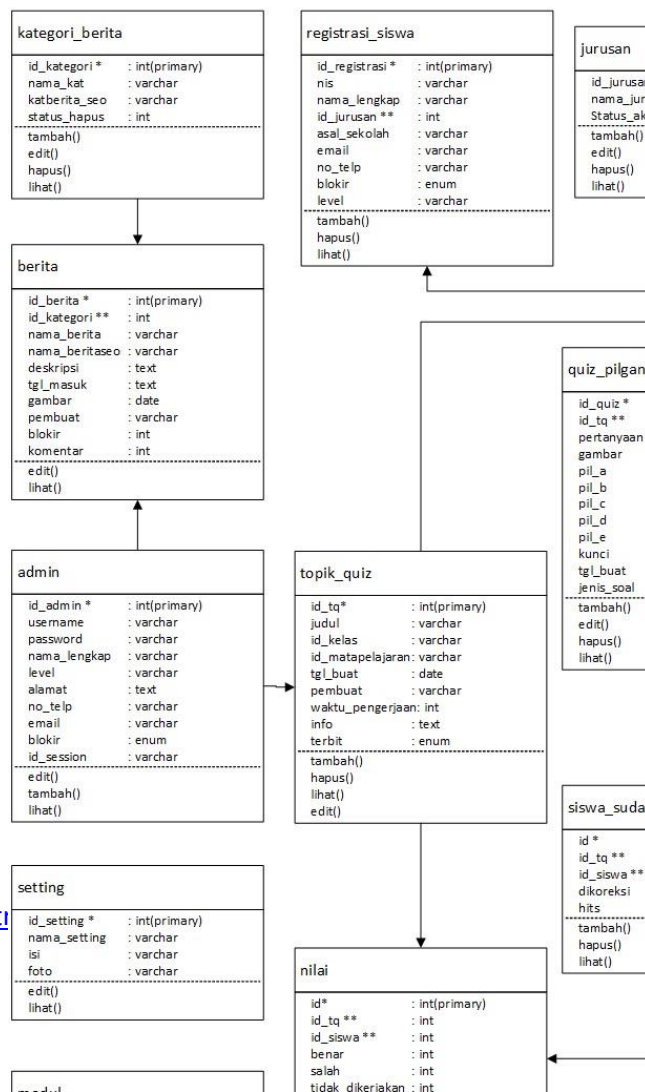 kategori_berita
id_kategori * : int(primary)
nama_kat : varchar
katberita_seo : varchar
status_hapus : int
tambah()
edit()
hapus()
lihat()
registrasi_siswa
id_registrasi * : int(primary)
nis : varchar
nama_lengkap : varchar
id_jurusan ** : int
asal_sekolah : varchar
email : varchar
no_telp : varchar
blokir : enum
level : varchar
tambah()
hapus()
lihat()
jurusan
id_jurusan
nama_jur
Status_ak
tambah()
edit()
hapus()
lihat()
berita
id_berita * : int(primary)
id_kategori ** : int
nama_berita : varchar
nama_beritaseo : varchar
deskripsi : text
tgl_masuk : text
gambar : date
pembuat : varchar
blokir : int
komentar : int
edit()
lihat()
quiz_pilgan
id_quiz *
id_tq **
pertanyaan
gambar
pil_a
pil_b
pil_c
pil_d
pil_e
kunci
tgl_buat
jenis_soal
tambah()
edit()
hapus()
lihat()
admin
id_admin * : int(primary)
username : varchar
password : varchar
nama_lengkap : varchar
level : varchar
alamat : text
no_telp : varchar
email : varchar
blokir : enum
id_session : varchar
edit()
tambah()
lihat()
topik_quiz
id_tq* : int(primary)
judul : varchar
id_kelas : varchar
id_matapelajaran: varchar
tgl_buat : date
pembuat : varchar
waktu_pengerjaan: int
info : text
terbit : enum
tambah()
hapus()
lihat()
edit()
siswa_suda
id *
id_tq **
id_siswa **
dikoreksi
hits
tambah()
hapus()
lihat()
setting
id_setting * : int(primary)
nama_setting : varchar
isi : varchar
foto : varchar
edit()
lihat()
nilai
id* : int(primary)
id_tq ** : int
id_siswa ** : int
benar : int
salah : int
tidak_dikerjakan : int
modul